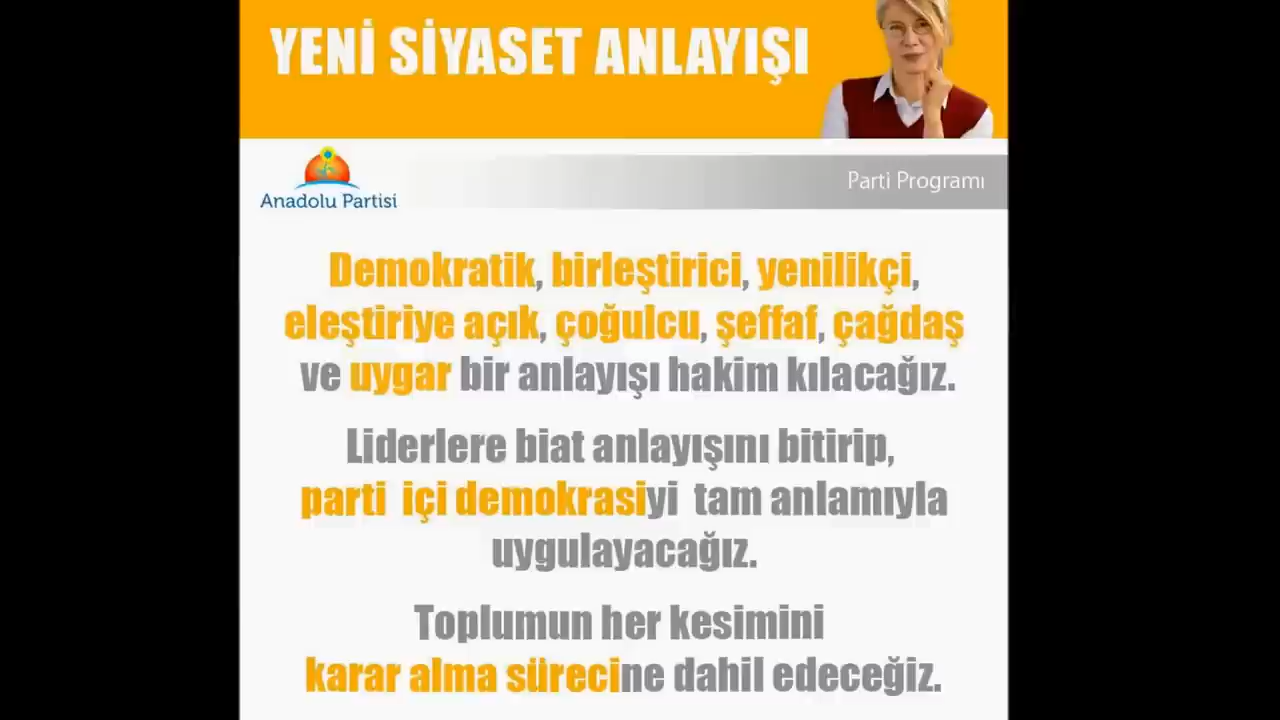 YENİ SİYASET ANLAYIŞI
Anadolu Partisi
Parti Programı
Demokratik, birleştirici, yenilikçi,
eleştiriye açık, çoğulcu, şeffaf, çağdaş
ve uygar bir anlayışı hakim kılacağız.
Liderlere biat anlayışını bitirip,
parti içi demokrasiyi tam anlamıyla
uygulayacağız.
Toplumun her kesimini
karar alma sürecine dahil edeceğiz.